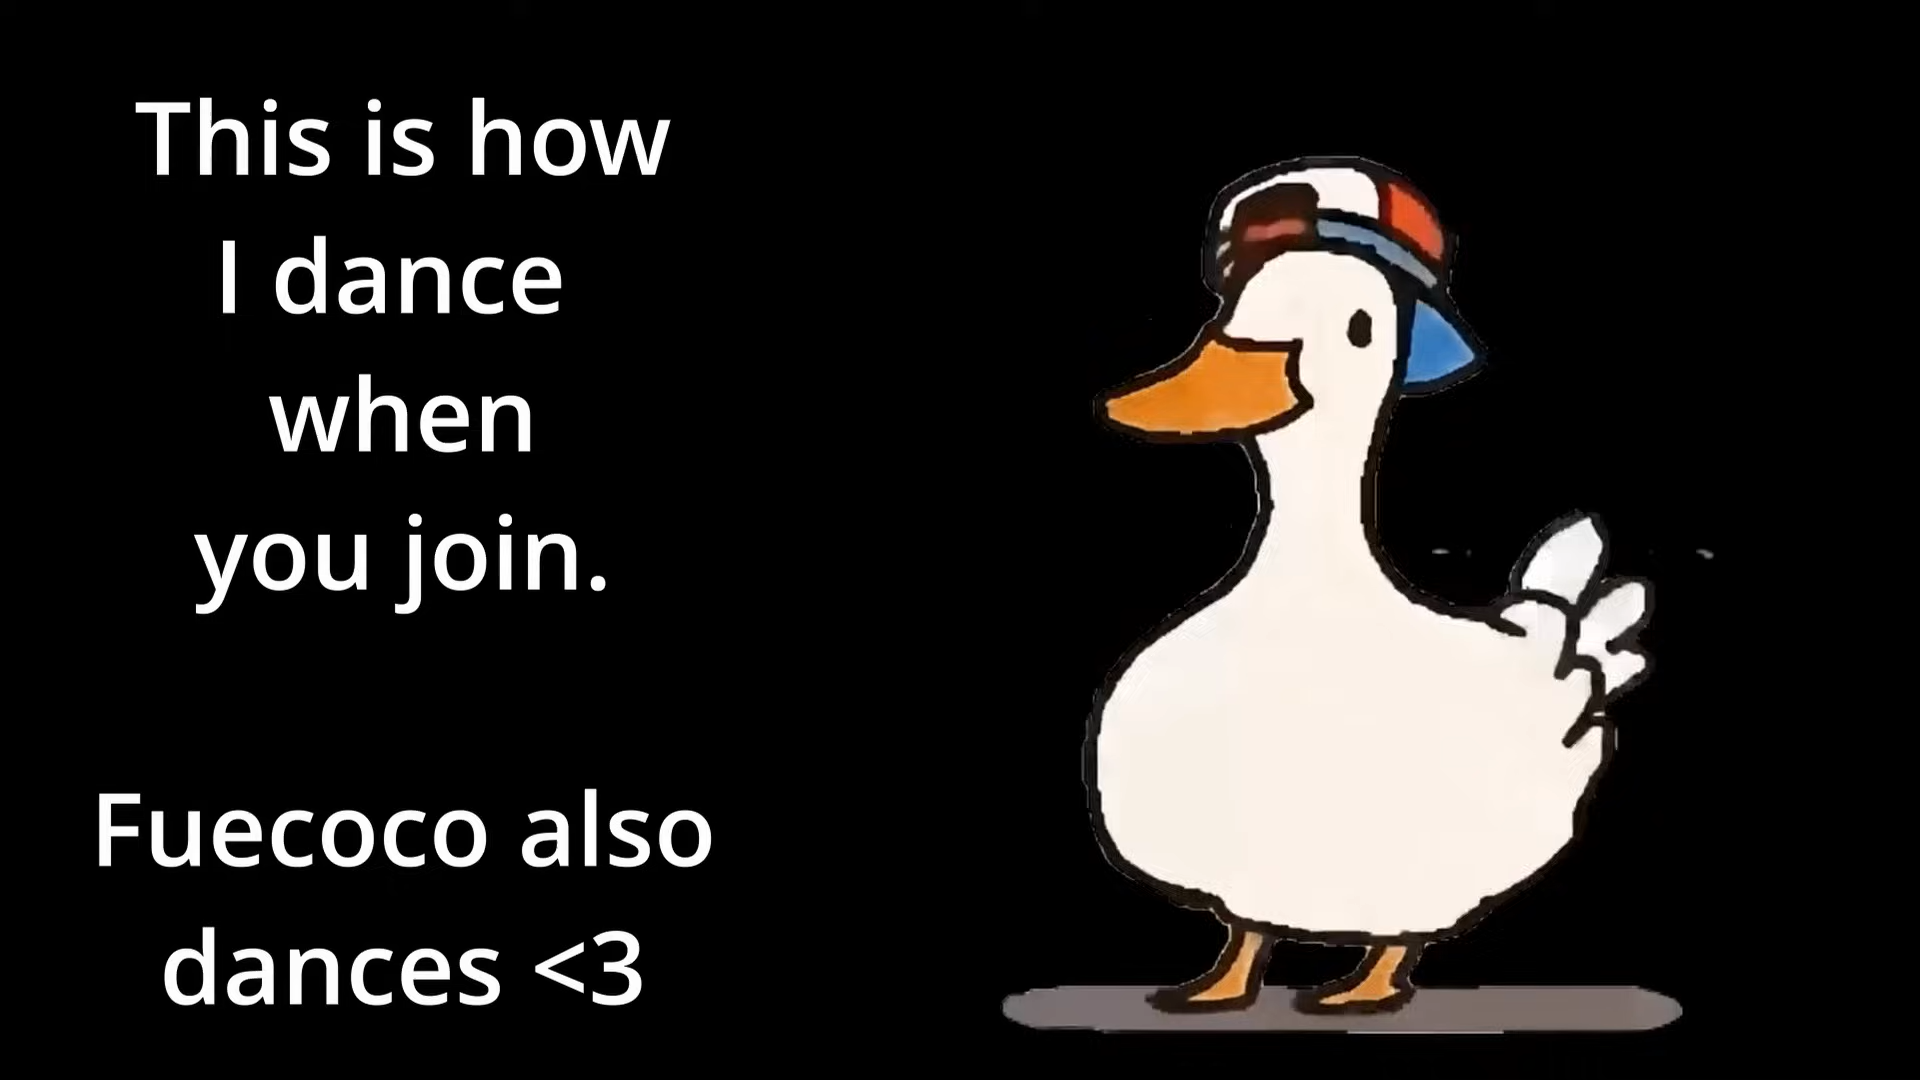 This is how
I dance
when
you join.
Fuecoco also
dances <3